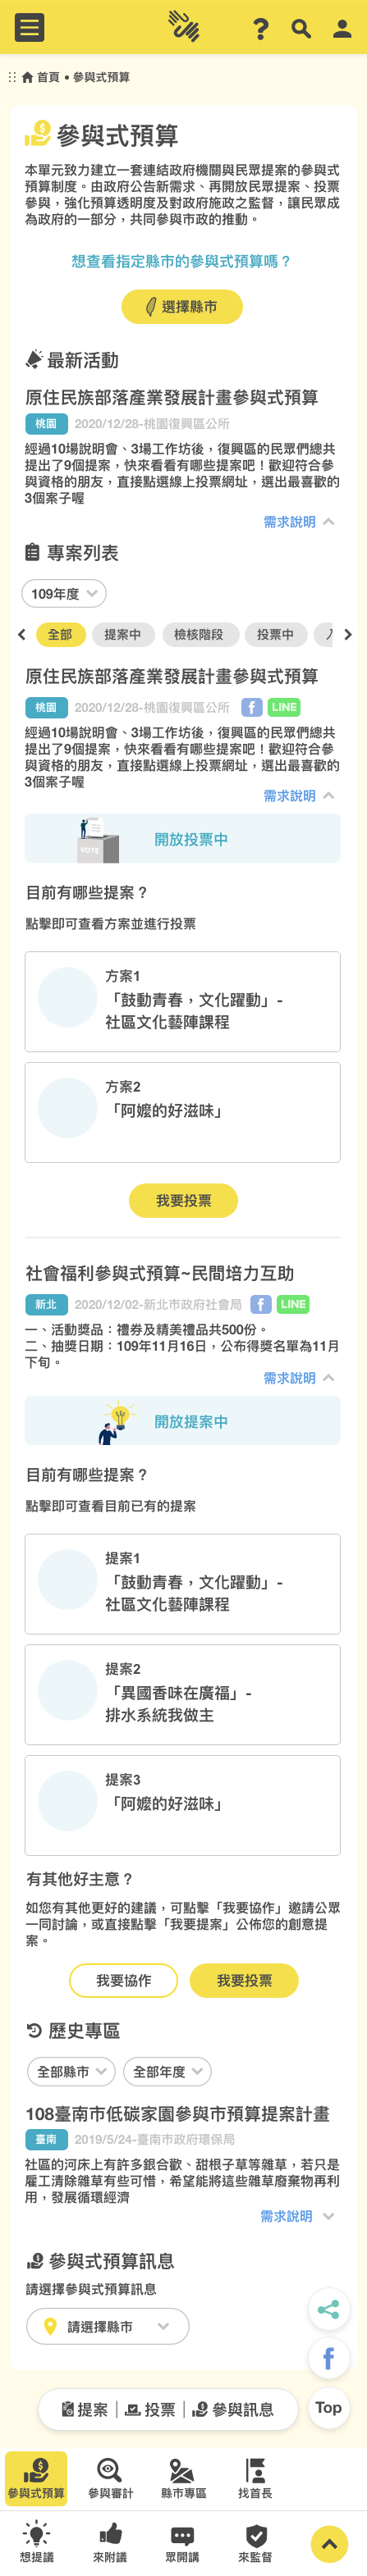 首頁 • 參與式預算
參與式預算
本單元致力建立一套連結政府機關與民眾提案的參與式
預算制度。由政府公告新需求、再開放民眾提案、投票
參與，強化預算透明度及對政府施政之監督，讓民眾成
為政府的一部分，共同參與市政的推動。
想查看指定縣市的參與式預算嗎？
選擇縣市
最新活動
原住民族部落產業發展計畫參與式預算
桃園 2020/12/28-桃園復興區公所
經過10場說明會、3場工作坊後，復興區的民眾們總共
提出了9個提案，快來看看有哪些提案吧！歡迎符合參
與資格的朋友，直接點選線上投票網址，選出最喜歡的
3個案子喔
需求說明
專案列表
109年度
全部 提案中 檢核階段 投票中
原住民族部落產業發展計畫參與式預算
桃園 2020/12/28-桃園復興區公所 f LINE
經過10場說明會、3場工作坊後，復興區的民眾們總共
提出了9個提案，快來看看有哪些提案吧！歡迎符合參
與資格的朋友，直接點選線上投票網址，選出最喜歡的
3個案子喔
需求說明
VOTE 開放投票中
目前有哪些提案？
點擊即可查看方案並進行投票
方案1
「鼓動青春，文化躍動」-
社區文化藝陣課程
方案2
「阿嬤的好滋味」
我要投票
社會福利參與式預算~民間培力互助
新北 2020/12/02-新北市政府社會局 f LINE
一、活動獎品：禮券及精美禮品共500份。
二、抽獎日期：109年11月16日，公布得獎名單為11月
下旬。
需求說明
開放提案中
目前有哪些提案？
點擊即可查看目前已有的提案
提案1
「鼓動青春，文化躍動」-
社區文化藝陣課程
提案2
「異國香味在廣福」-
排水系統我做主
提案3
「阿嬤的好滋味」
有其他好主意？
如您有其他更好的建議，可點擊「我要協作」邀請公眾
一同討論，或直接點擊「我要提案」公佈您的創意提
案。
我要協作 我要投票
歷史專區
全部縣市 全部年度
108臺南市低碳家園參與市預算提案計畫
臺南 2019/5/24-臺南市政府環保局
社區的河床上有許多銀合歡、甜根子草等雜草，若只是
雇工清除雜草有些可惜，希望能將這些雜草廢棄物再利
用，發展循環經濟
需求說明
參與式預算訊息
請選擇參與式預算訊息
請選擇縣市
f
Top
提案 | 投票 | 參與訊息
參與式預算 參與審計 縣市專區 找首長
想提議 來附議 眾開講 來監督